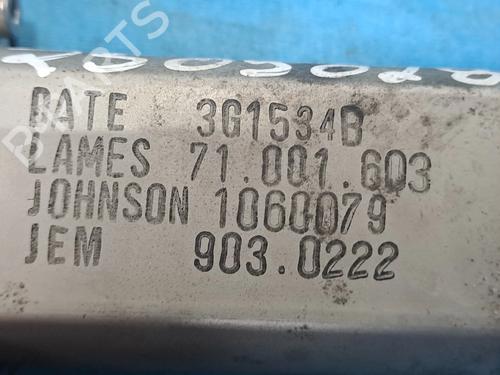 DATE 3G1534B
LAMES 71.001.603
JOHNSON 1060079
JEM 903.0222